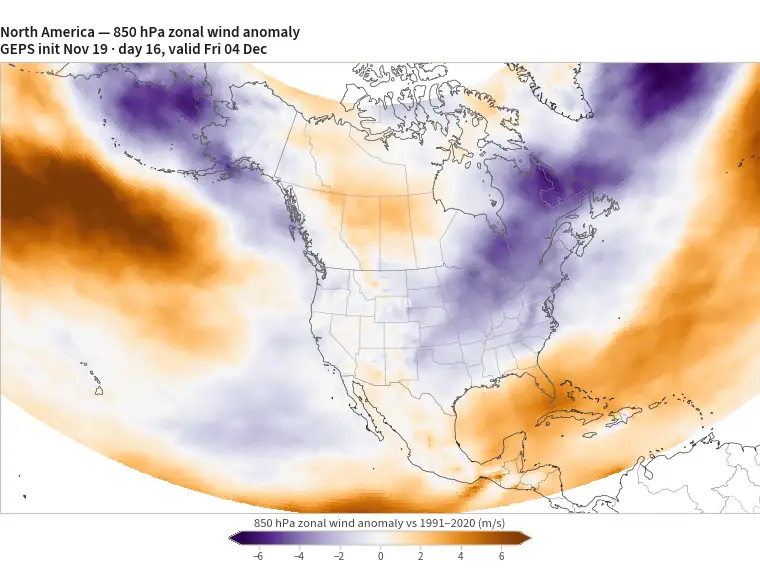 North America — 850 hPa zonal wind anomaly
GEPS init Nov 19 · day 16, valid Fri 04 Dec
850 hPa zonal wind anomaly vs 1991–2020 (m/s)
−6 −4 −2 0 2 4 6